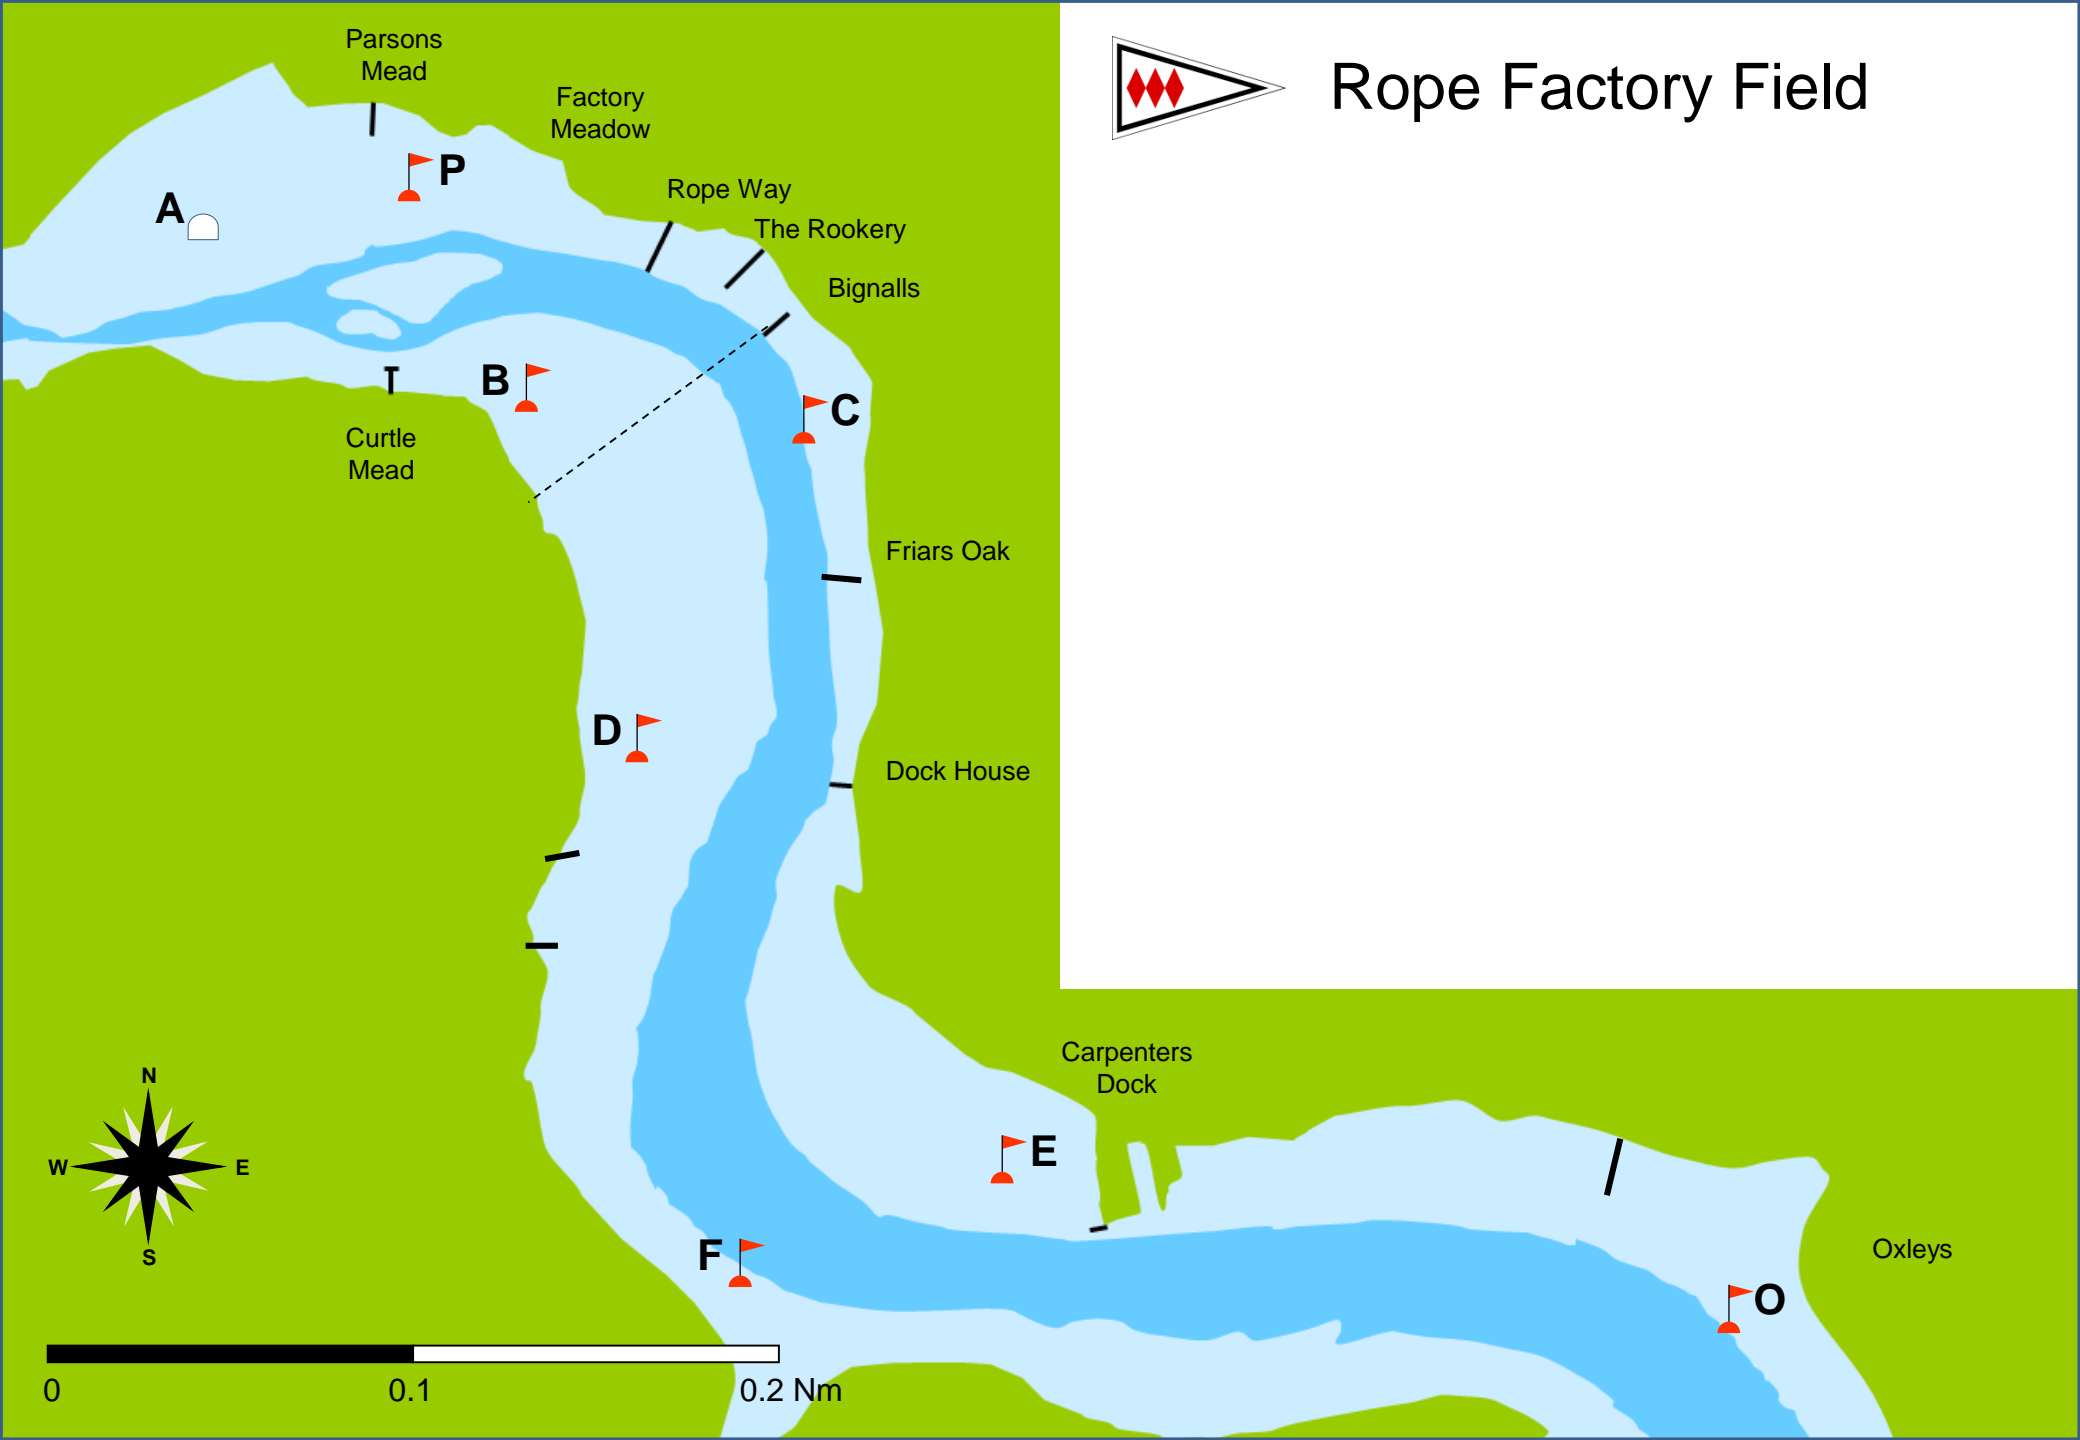 Rope Factory Field
Parsons
Mead
Factory
Meadow
P
Rope Way
A
The Rookery
Bignalls
B
C
Curtle
Mead
Friars Oak
D
Dock House
Carpenters
Dock
N
W
E
S
E
F
Oxleys
O
0
0.1
0.2 Nm